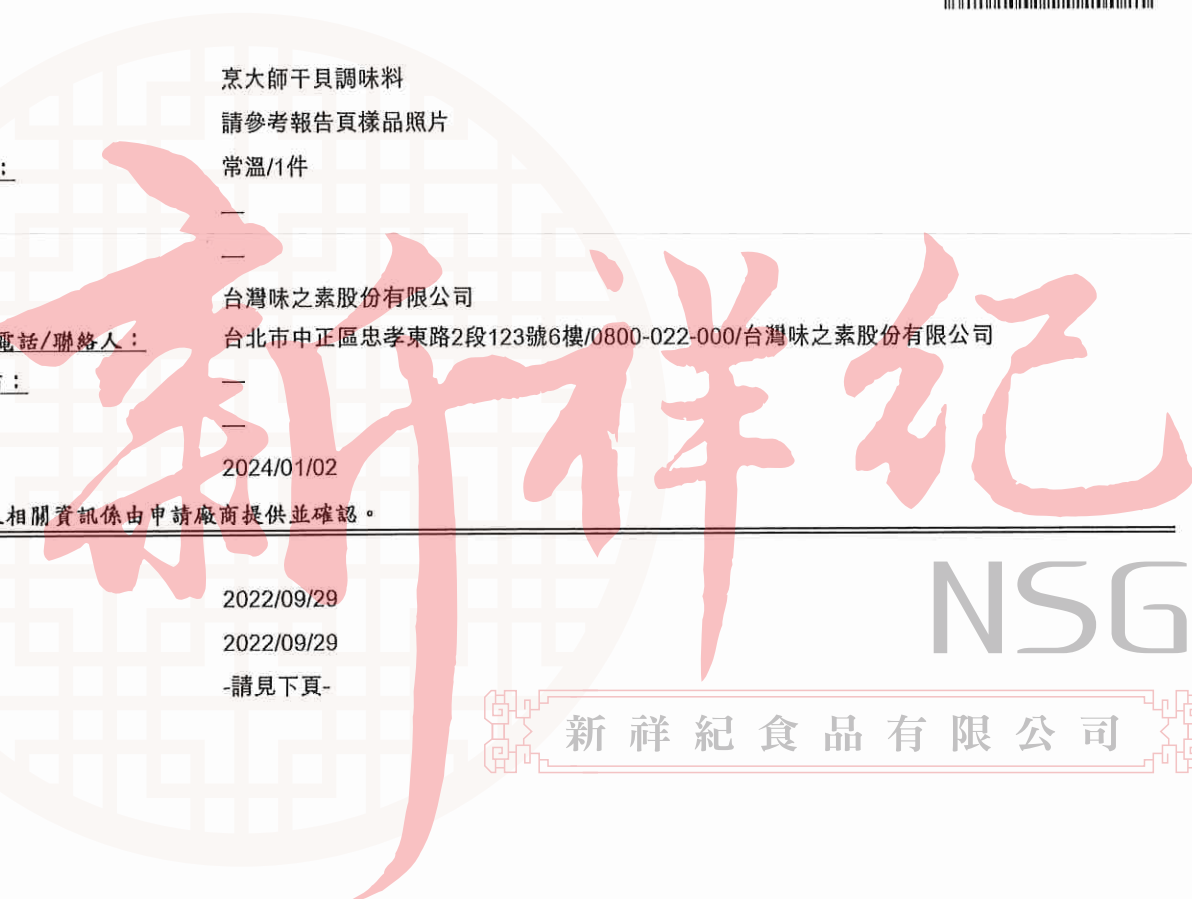 烹大師干貝調味料
請參考報告頁樣品照片
：
常溫/1件
—
—
台灣味之素股份有限公司
電話/聯絡人： 台北市中正區忠孝東路2段123號6樓/0800-022-000/台灣味之素股份有限公司
： —
—
2024/01/02
相關資訊係由申請廠商提供並確認。
2022/09/29
2022/09/29
-請見下頁-
新祥紀
NSG
新祥紀食品有限公司